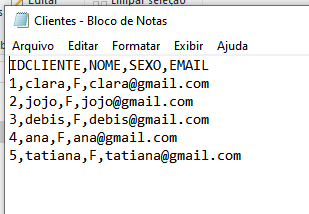 Limpar seleção
Clientes - Bloco de Notas
Arquivo Editar Formatar Exibir Ajuda
IDCLIENTE,NOME,SEXO,EMAIL
1,clara,F,clara@gmail.com
2,jojo,F,jojo@gmail.com
3,debis,F,debis@gmail.com
4,ana,F,ana@gmail.com
5,tatiana,F,tatiana@gmail.com